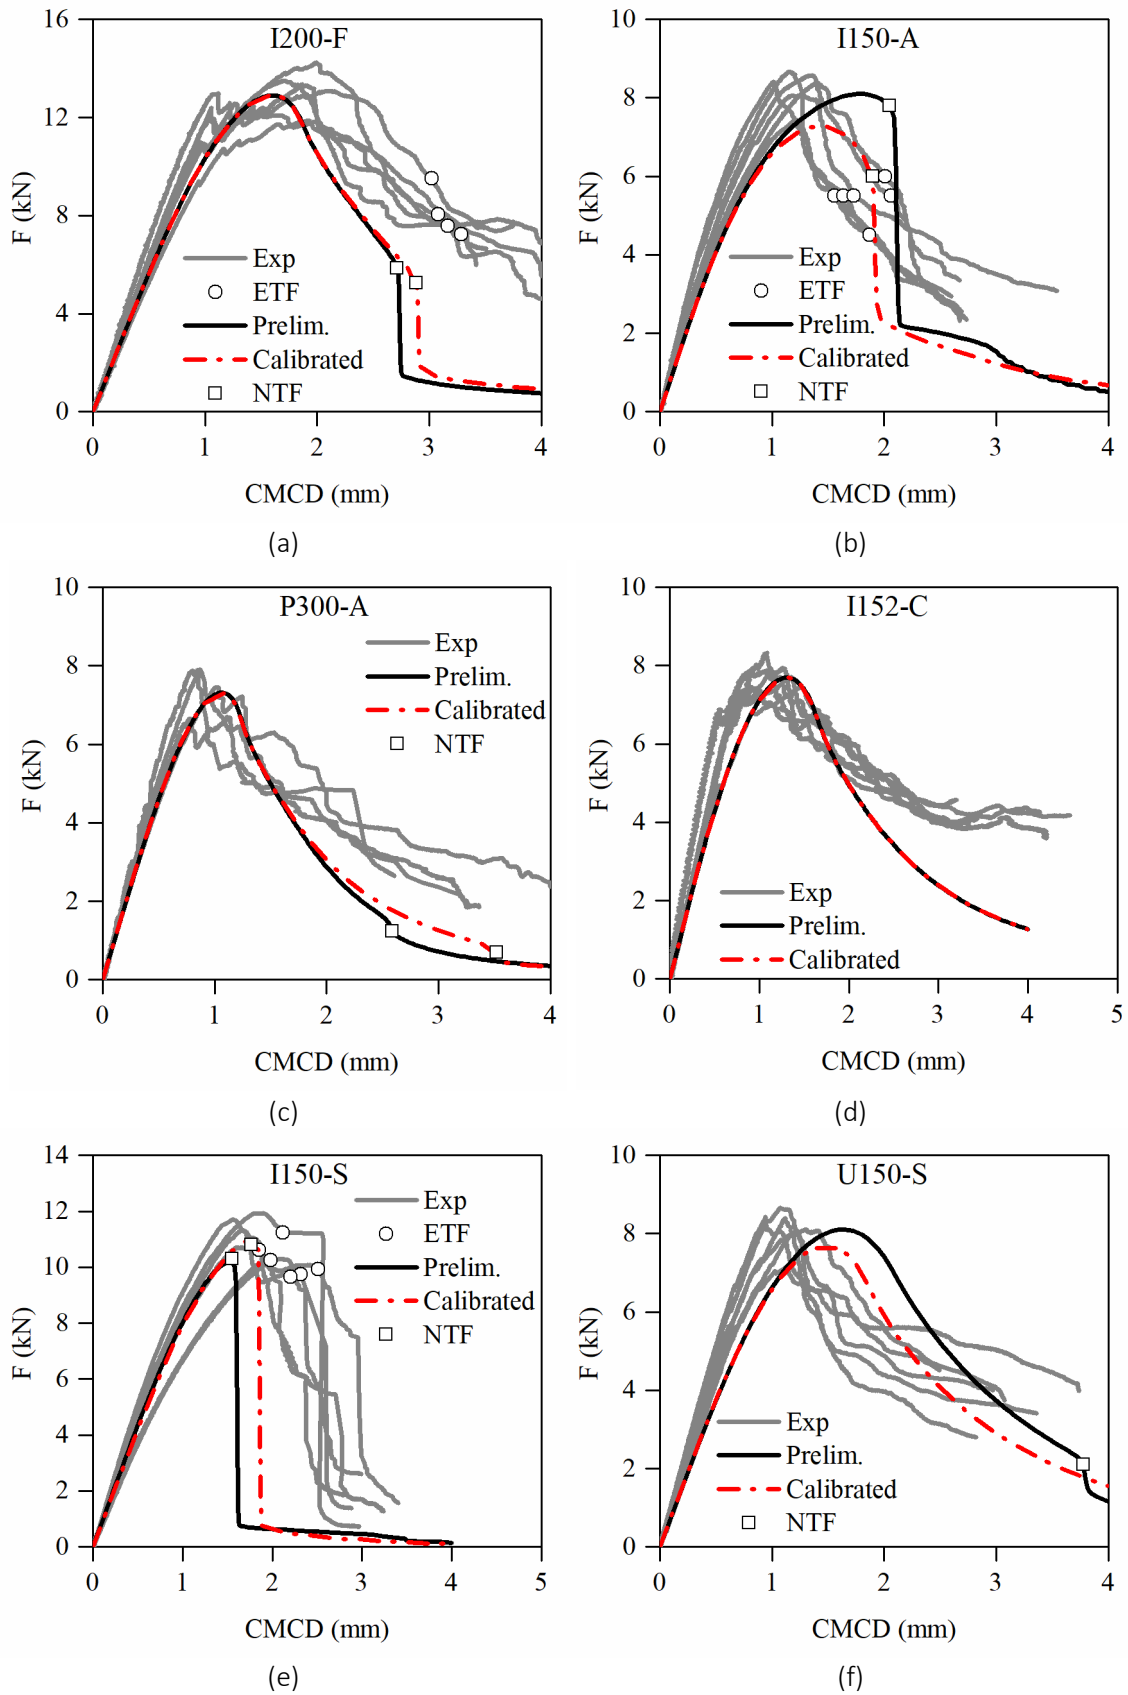 I200-F
F (kN)
16
12
8
4
0
Exp
ETF
Prelim.
Calibrated
NTF
0 1 2 3 4
CMCD (mm)
(a)
I150-A
F (kN)
10
8
6
4
2
0
Exp
ETF
Prelim.
Calibrated
NTF
0 1 2 3 4
CMCD (mm)
(b)
P300-A
F (kN)
10
8
6
4
2
0
Exp
Prelim.
Calibrated
NTF
0 1 2 3 4
CMCD (mm)
(c)
I152-C
F (kN)
10
8
6
4
2
0
Exp
Prelim.
Calibrated
0 1 2 3 4 5
CMCD (mm)
(d)
I150-S
F (kN)
14
12
10
8
6
4
2
0
Exp
ETF
Prelim.
Calibrated
NTF
0 1 2 3 4 5
CMCD (mm)
(e)
U150-S
F (kN)
10
8
6
4
2
0
Exp
Prelim.
Calibrated
NTF
0 1 2 3 4
CMCD (mm)
(f)